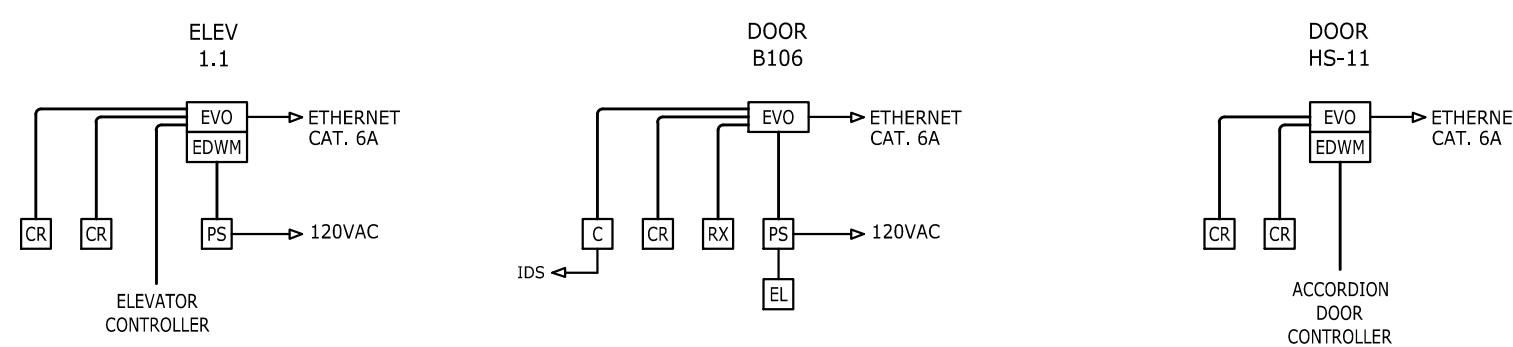 ELEV
1.1
EVO
EDWM
ETHERNET
CAT. 6A
CR
CR
PS
120VAC
ELEVATOR
CONTROLLER
DOOR
B106
EVO
ETHERNET
CAT. 6A
C
CR
RX
PS
120VAC
IDS
EL
DOOR
HS-11
EVO
EDWM
ETHERNE
CAT. 6A
CR
CR
ACCORDION
DOOR
CONTROLLER